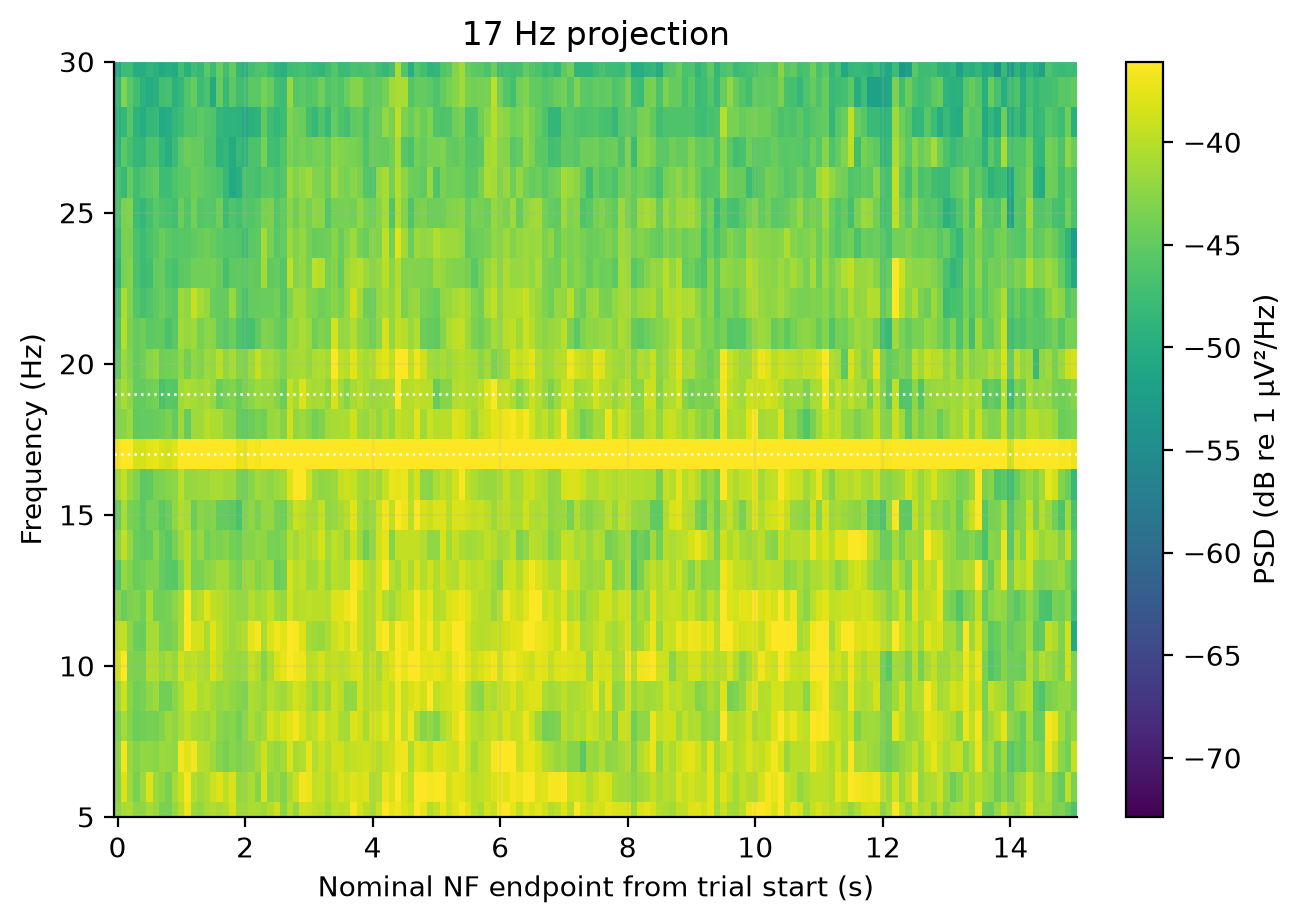 17 Hz projection
30
25
20
15
10
5
Frequency (Hz)
0 2 4 6 8 10 12 14
Nominal NF endpoint from trial start (s)
−40
−45
−50
−55
−60
−65
−70
PSD (dB re 1 µV²/Hz)